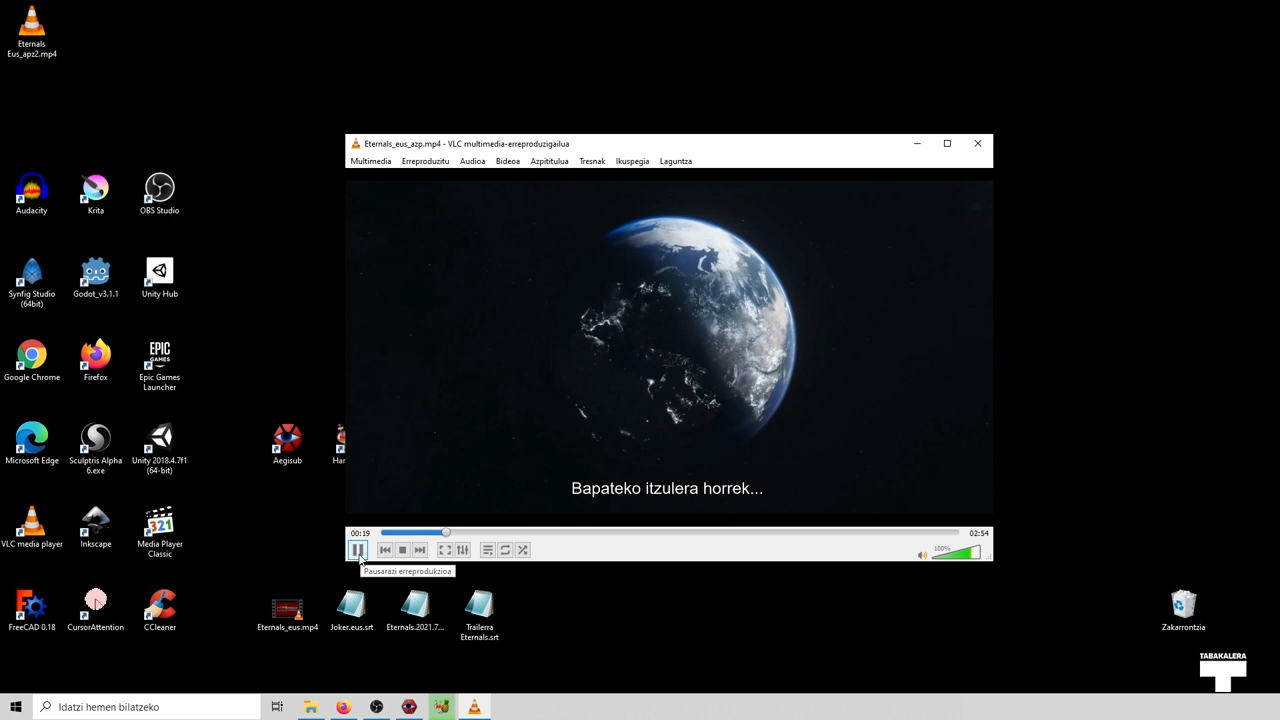 Eternals
Eus_apz2.mp4
Eternals_eus_azp.mp4 - VLC multimedia-erreproduzigailua
Multimedia Erreproduzitu Audioa Bideoa Azpititulua Tresnak Ikuspegia Laguntza
Audacity
Krita
OBS Studio
Synfig Studio
(64bit)
Godot_v3.1.1
Unity Hub
EPIC
GAMES
Google Chrome
Firefox
Epic Games
Launcher
Microsoft Edge
Sculptris Alpha
6.exe
Unity 2018.4.7f1
(64-bit)
Aegisub
Bapateko itzulera horrek...
321
VLC media player
Inkscape
Media Player
Classic
00:19
02:54
100%
Pausarazi erreprodukzioa
FreeCAD 0.18
CursorAttention
CCleaner
Eternals_eus.mp4
Joker.eus.srt
Eternals.2021.7...
Trailerra
Eternals.srt
Zakarrontzia
TABAKALERA
Idatzi hemen bilatzeko